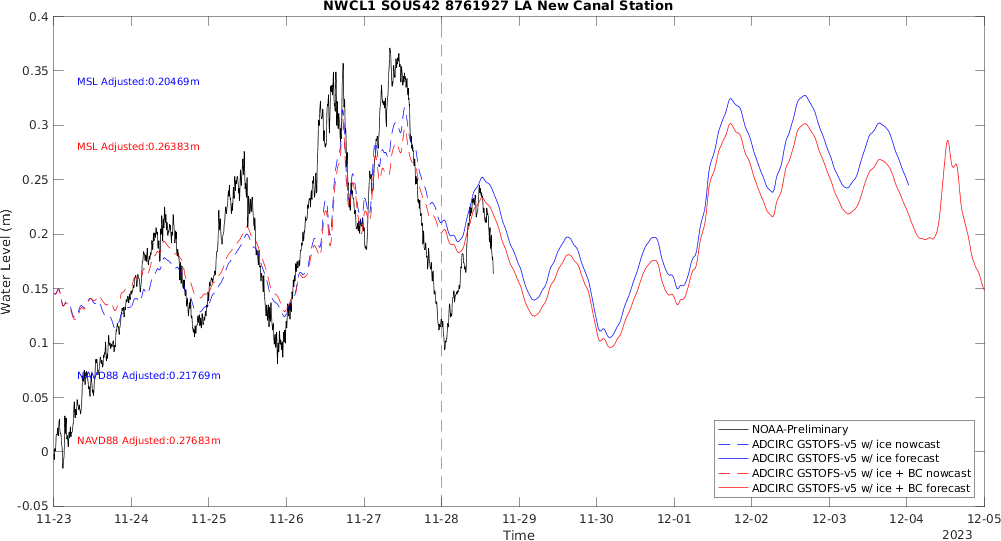 NWCL1 SOUS42 8761927 LA New Canal Station
0.4
0.35
0.3
0.25
0.2
0.15
0.1
0.05
0
-0.05
Water Level (m)
MSL Adjusted:0.20469m
MSL Adjusted:0.26383m
NAVD88 Adjusted:0.21769m
NAVD88 Adjusted:0.27683m
NOAA-Preliminary
ADCIRC GSTOFS-v5 w/ ice nowcast
ADCIRC GSTOFS-v5 w/ ice forecast
ADCIRC GSTOFS-v5 w/ ice + BC nowcast
ADCIRC GSTOFS-v5 w/ ice + BC forecast
11-23 11-24 11-25 11-26 11-27 11-28 11-29 11-30 12-01 12-02 12-03 12-04 12-05
Time
2023